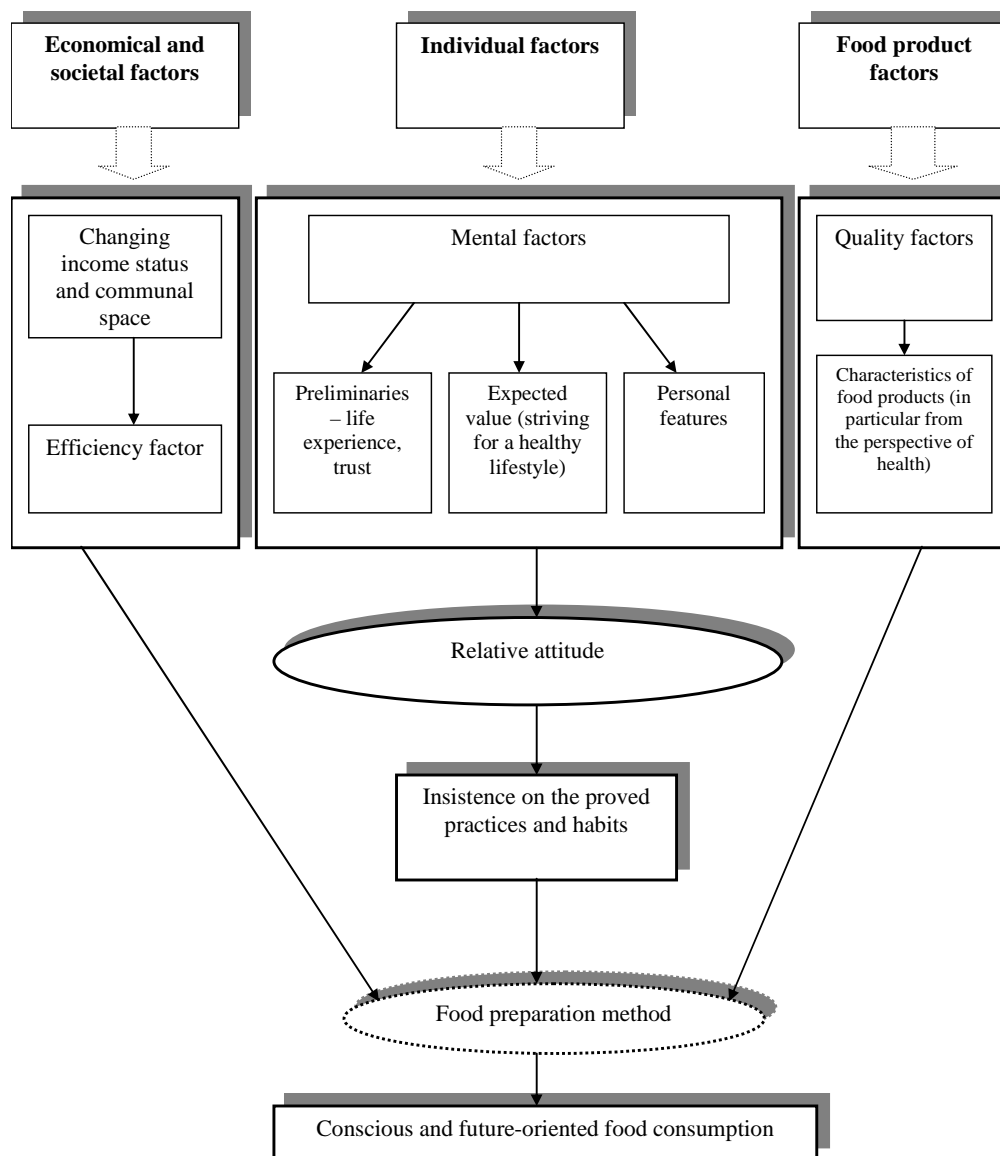 Economical and
societal factors
Individual factors
Food product
factors
Changing
income status
and communal
space
Efficiency factor
Mental factors
Preliminaries
– life
experience,
trust
Expected
value (striving
for a healthy
lifestyle)
Personal
features
Quality factors
Characteristics of
food products (in
particular from
the perspective of
health)
Relative attitude
Insistence on the proved
practices and habits
Food preparation method
Conscious and future-oriented food consumption